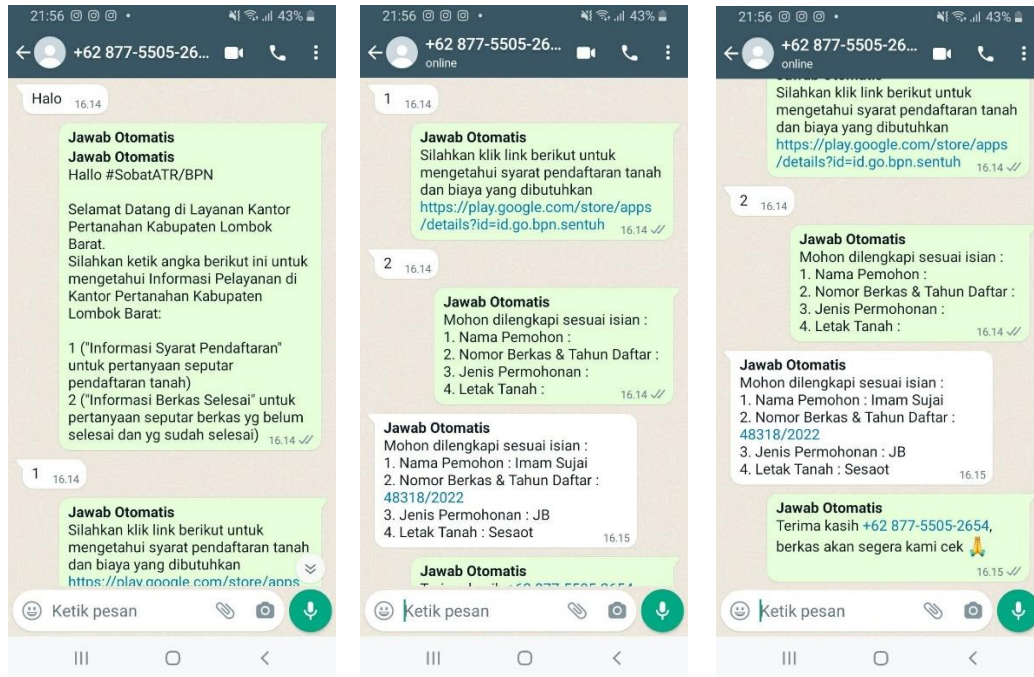 21:56
43%
+62 877-5505-26...
Halo 16.14
Jawab Otomatis
Jawab Otomatis
Hallo #SobatATR/BPN
Selamat Datang di Layanan Kantor
Pertanahan Kabupaten Lombok
Barat.
Silahkan ketik angka berikut ini untuk
mengetahui Informasi Pelayanan di
Kantor Pertanahan Kabupaten
Lombok Barat:
1 ("Informasi Syarat Pendaftaran"
untuk pertanyaan seputar
pendaftaran tanah)
2 ("Informasi Berkas Selesai" untuk
pertanyaan seputar berkas yg belum
selesai dan yg sudah selesai) 16.14
1 16.14
Jawab Otomatis
Silahkan klik link berikut untuk
mengetahui syarat pendaftaran tanah
dan biaya yang dibutuhkan
https://play.google.com/store/apps
Ketik pesan
21:56
43%
+62 877-5505-26...
online
1 16.14
Jawab Otomatis
Silahkan klik link berikut untuk
mengetahui syarat pendaftaran tanah
dan biaya yang dibutuhkan
https://play.google.com/store/apps
/details?id=id.go.bpn.sentuh 16.14
2 16.14
Jawab Otomatis
Mohon dilengkapi sesuai isian :
1. Nama Pemohon :
2. Nomor Berkas & Tahun Daftar :
3. Jenis Permohonan :
4. Letak Tanah : 16.14
Jawab Otomatis
Mohon dilengkapi sesuai isian :
1. Nama Pemohon : Imam Sujai
2. Nomor Berkas & Tahun Daftar :
48318/2022
3. Jenis Permohonan : JB
4. Letak Tanah : Sesaot 16.15
Jawab Otomatis
Terima kasih +62 877-5505-2654
Ketik pesan
21:56
43%
+62 877-5505-26...
online
Jawab Otomatis
Silahkan klik link berikut untuk
mengetahui syarat pendaftaran tanah
dan biaya yang dibutuhkan
https://play.google.com/store/apps
/details?id=id.go.bpn.sentuh 16.14
2 16.14
Jawab Otomatis
Mohon dilengkapi sesuai isian :
1. Nama Pemohon :
2. Nomor Berkas & Tahun Daftar :
3. Jenis Permohonan :
4. Letak Tanah : 16.14
Jawab Otomatis
Mohon dilengkapi sesuai isian :
1. Nama Pemohon : Imam Sujai
2. Nomor Berkas & Tahun Daftar :
48318/2022
3. Jenis Permohonan : JB
4. Letak Tanah : Sesaot 16.15
Jawab Otomatis
Terima kasih +62 877-5505-2654,
berkas akan segera kami cek 🙏
16.15
Ketik pesan